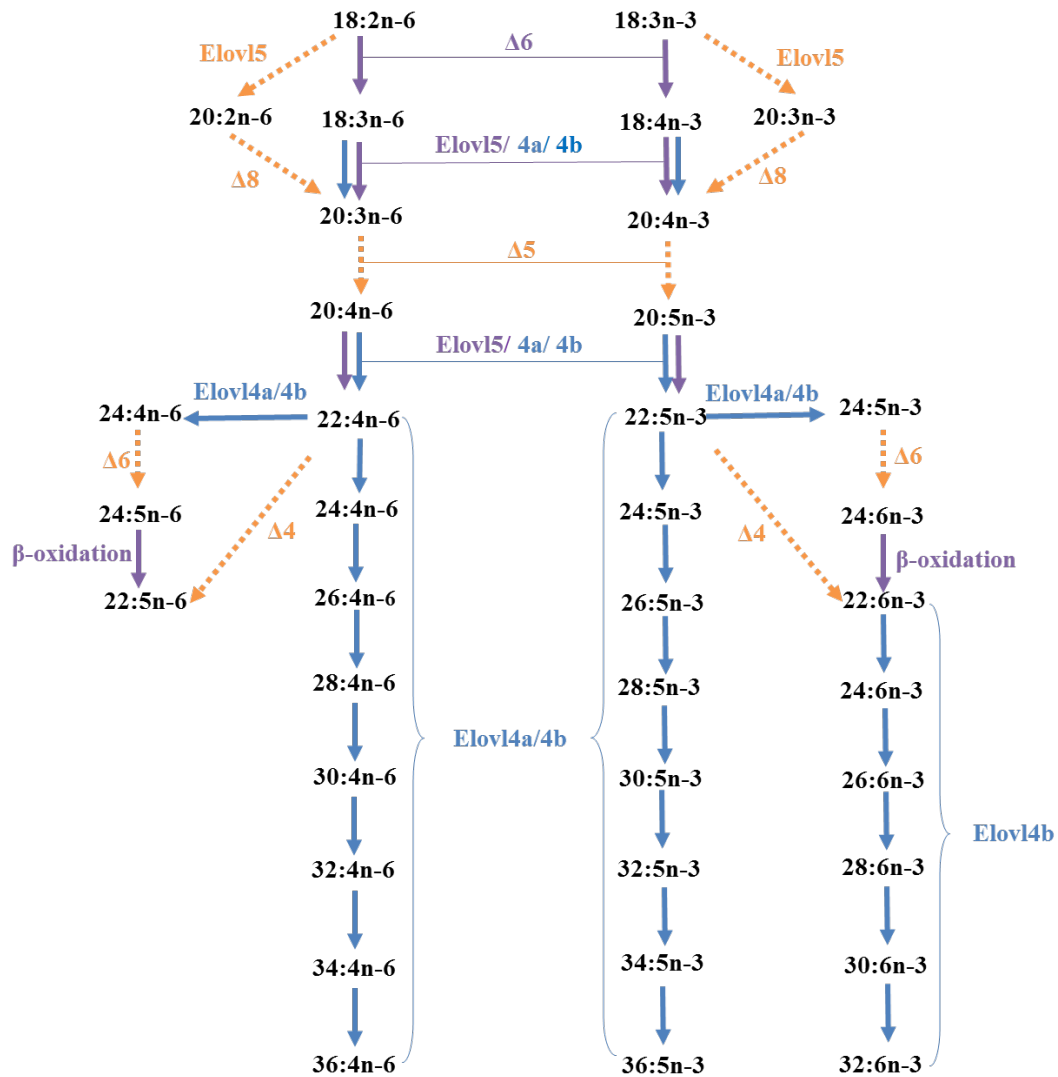 18:2n-6
18:3n-3
Δ6
Elovl5
Elovl5
20:2n-6
18:3n-6
18:4n-3
20:3n-3
Elovl5/ 4a/ 4b
Δ8
Δ8
20:3n-6
20:4n-3
Δ5
20:4n-6
20:5n-3
Elovl5/ 4a/ 4b
Elovl4a/4b
Elovl4a/4b
24:4n-6
22:4n-6
22:5n-3
24:5n-3
Δ6
Δ6
24:5n-6
24:4n-6
24:5n-3
24:6n-3
Δ4
Δ4
β-oxidation
β-oxidation
22:5n-6
26:4n-6
26:5n-3
22:6n-3
28:4n-6
28:5n-3
24:6n-3
Elovl4a/4b
30:4n-6
30:5n-3
26:6n-3
Elovl4b
32:4n-6
32:5n-3
28:6n-3
34:4n-6
34:5n-3
30:6n-3
36:4n-6
36:5n-3
32:6n-3